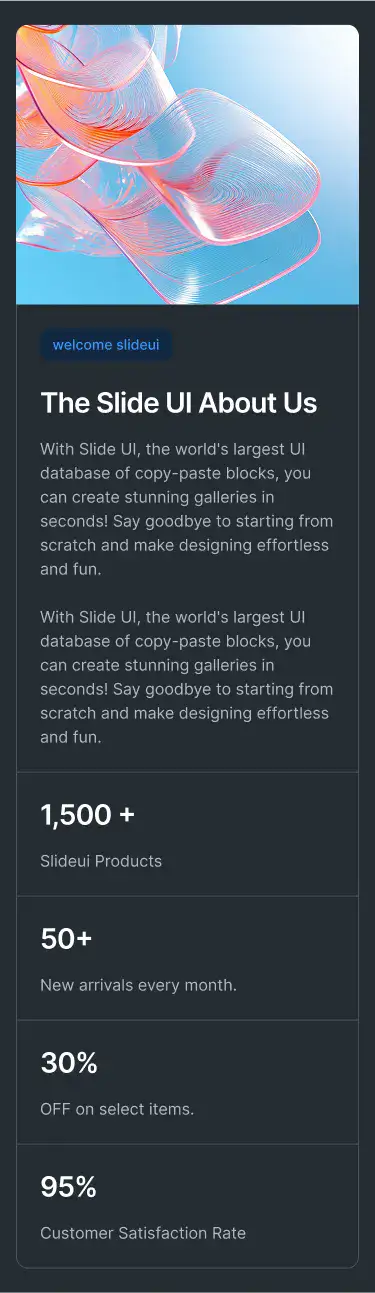 welcome slideui
The Slide UI About Us
With Slide UI, the world's largest UI
database of copy-paste blocks, you
can create stunning galleries in
seconds! Say goodbye to starting from
scratch and make designing effortless
and fun.
With Slide UI, the world's largest UI
database of copy-paste blocks, you
can create stunning galleries in
seconds! Say goodbye to starting from
scratch and make designing effortless
and fun.
1,500 +
Slideui Products
50+
New arrivals every month.
30%
OFF on select items.
95%
Customer Satisfaction Rate